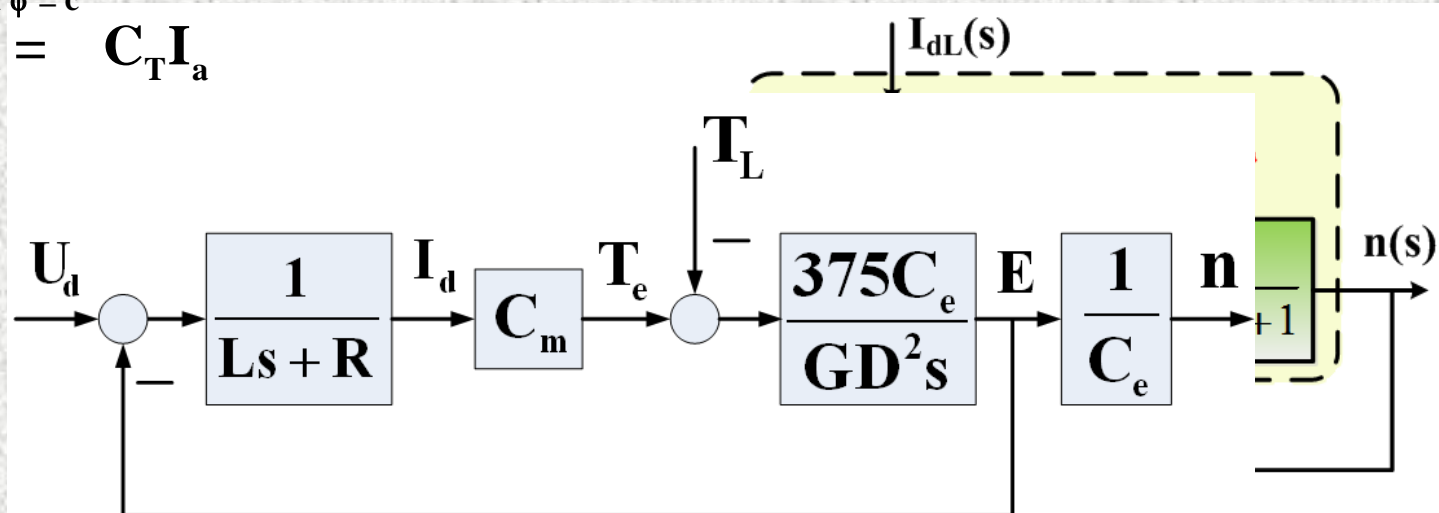 φ = c
= C_T I_a
I_dL(s)
T_L
U_d
−
1
Ls + R
I_d
C_m
T_e
−
375C_e
GD²s
E
1
C_e
n
+1
n(s)